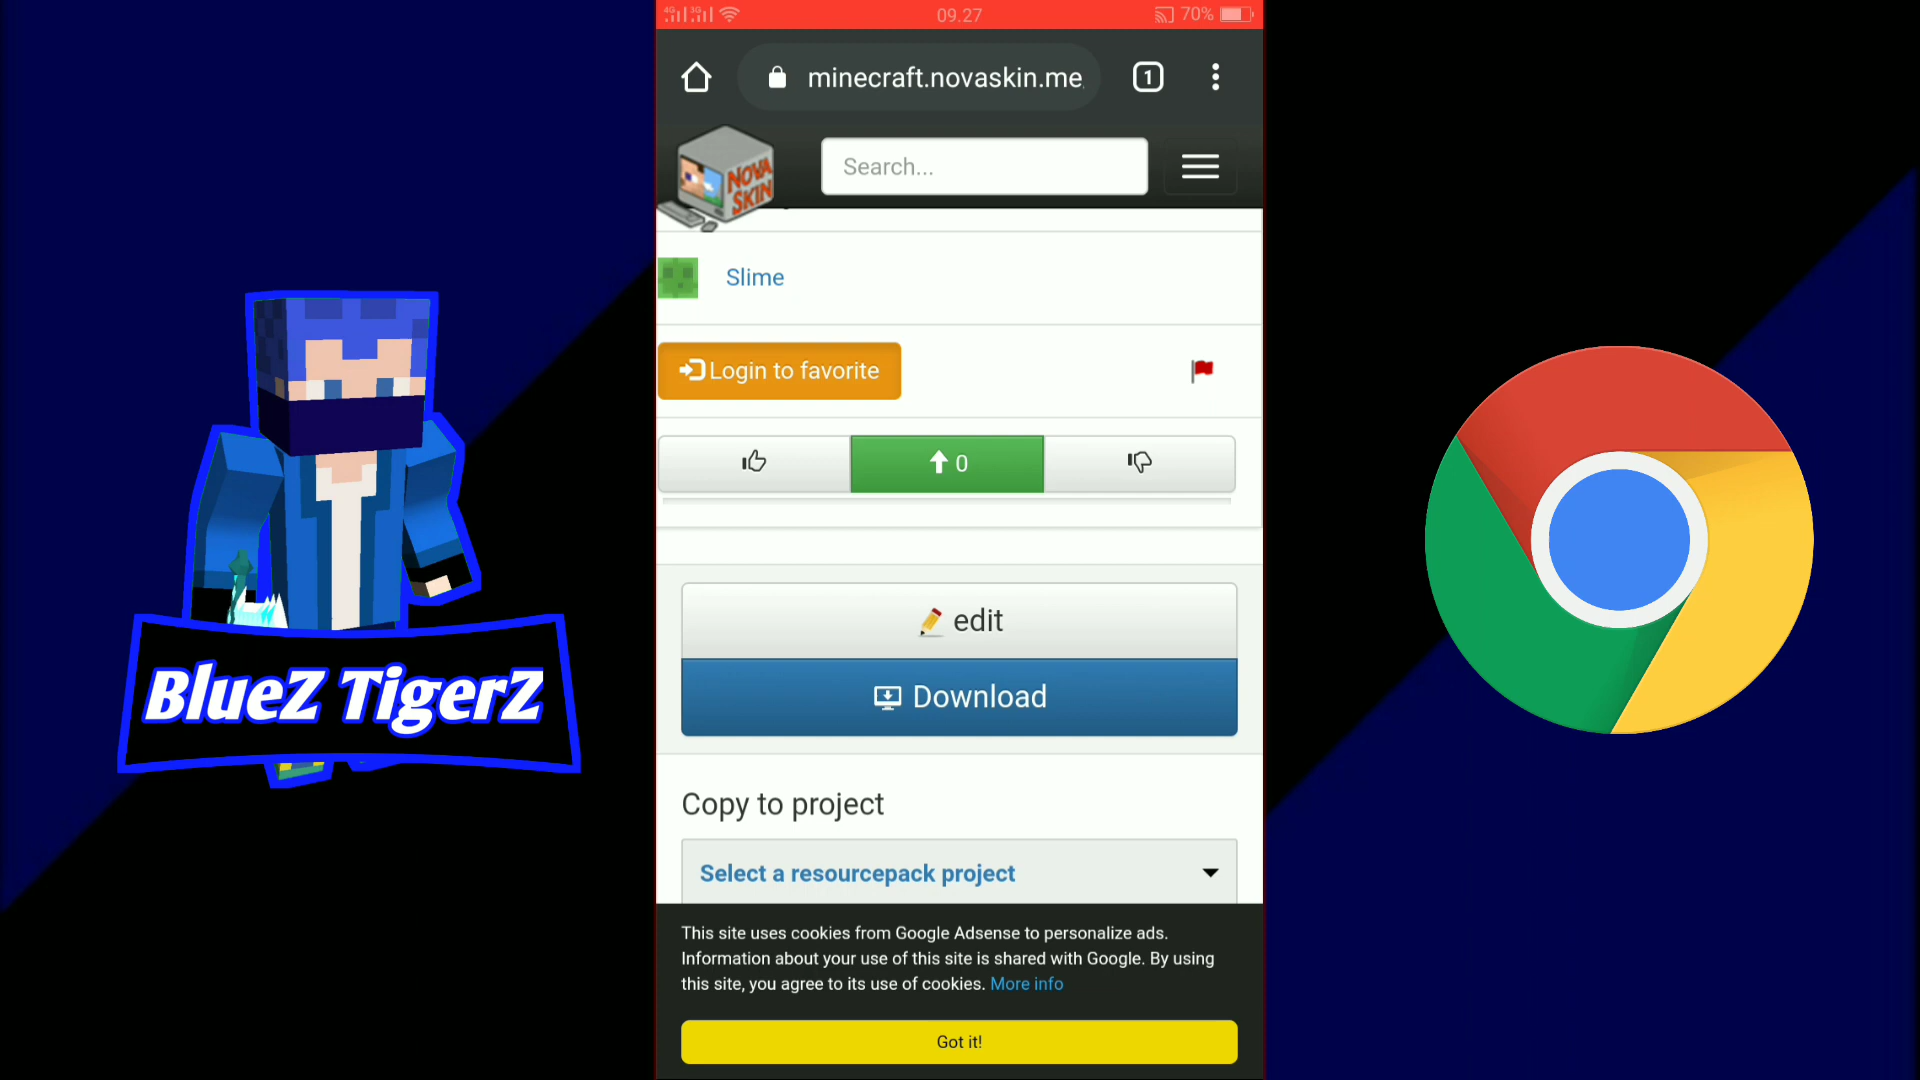 4G 3G 09.27 70%
minecraft.novaskin.me
1
NOVA
SKIN
Search...
Slime
Login to favorite
0
edit
Download
Copy to project
Select a resourcepack project
This site uses cookies from Google Adsense to personalize ads.
Information about your use of this site is shared with Google. By using
this site, you agree to its use of cookies. More info
Got it!
BlueZ TigerZ